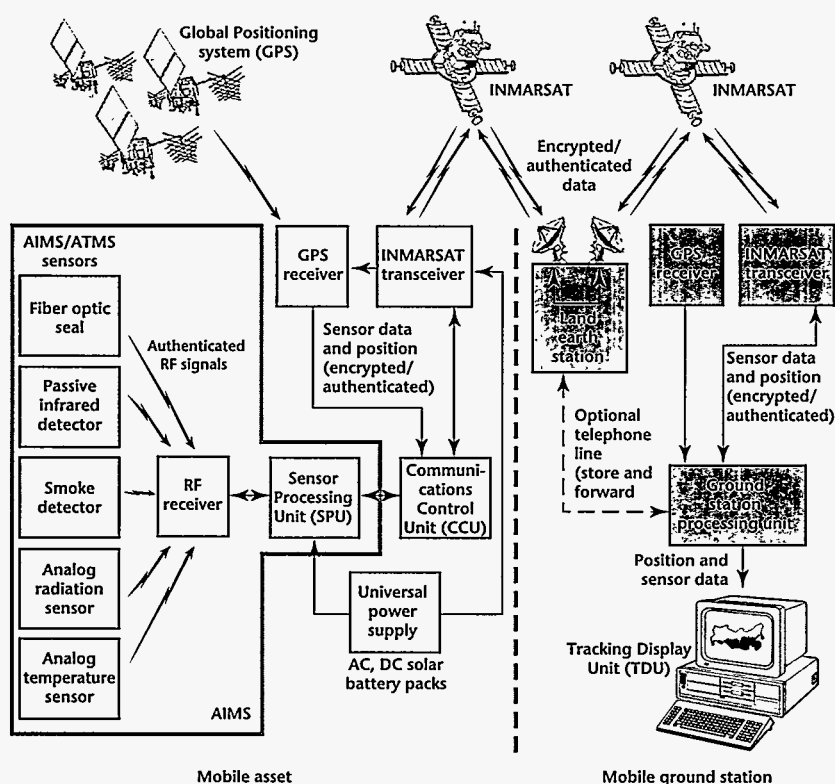 Global Positioning
system (GPS)
INMARSAT
INMARSAT
Encrypted/
authenticated
data
AIMS/ATMS
sensors
Fiber optic
seal
Passive
infrared
detector
Smoke
detector
Analog
radiation
sensor
Analog
temperature
sensor
Authenticated
RF signals
RF
receiver
AIMS
GPS
receiver
INMARSAT
transceiver
Sensor data
and position
(encrypted/
authenticated)
Sensor
Processing
Unit (SPU)
Communi-
cations
Control
Unit (CCU)
Universal
power
supply
AC, DC solar
battery packs
Land
earth
station
GPS
receiver
INMARSAT
transceiver
Optional
telephone
line
(store and
forward
Sensor data
and position
(encrypted/
authenticated)
Ground
station
processing unit
Position and
sensor data
Tracking Display
Unit (TDU)
Mobile asset
Mobile ground station